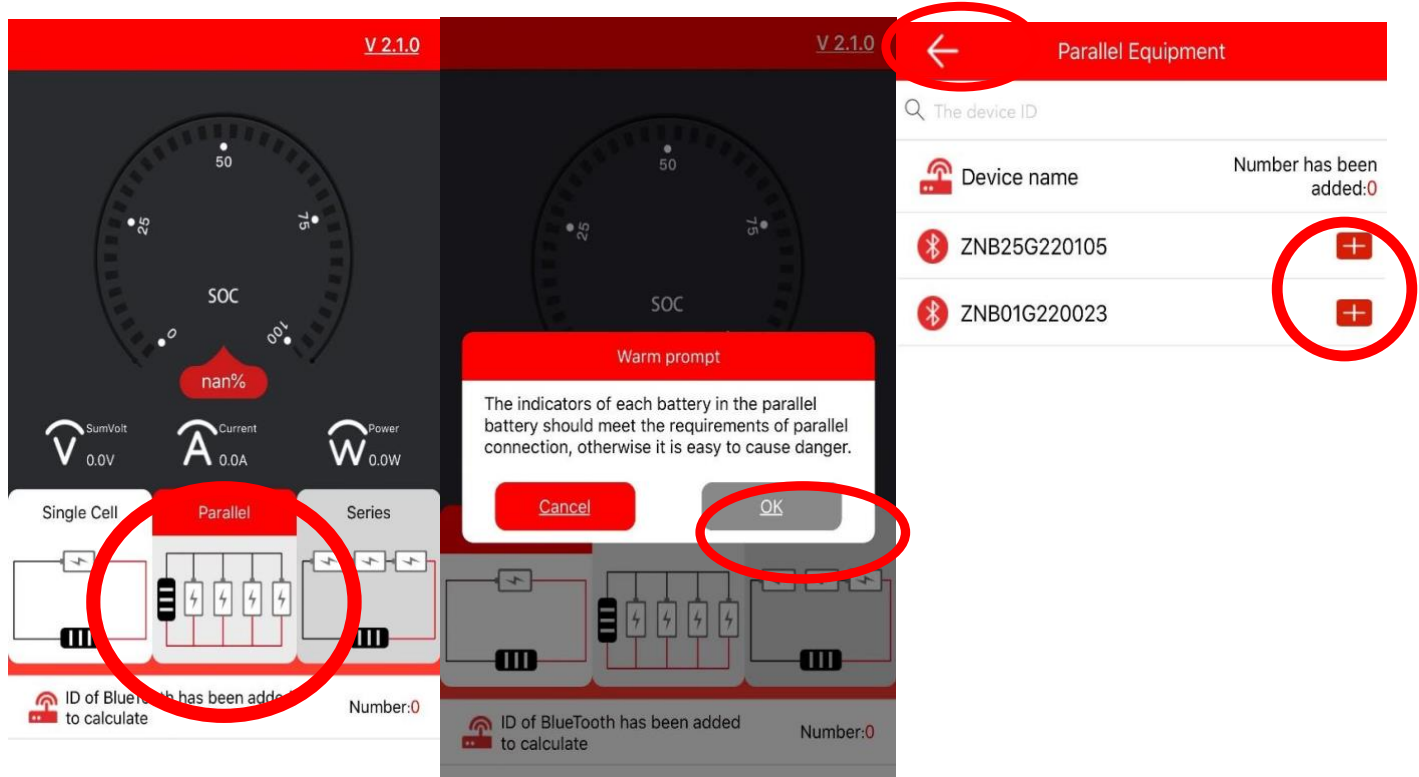 V 2.1.0
50
25
75
SOC
0
100
nan%
SumVolt
0.0V
Current
0.0A
Power
0.0W
Single Cell
Parallel
Series
ID of BlueTooth has been added
to calculate
Number:0
V 2.1.0
50
25
75
SOC
Warm prompt
The indicators of each battery in the parallel
battery should meet the requirements of parallel
connection, otherwise it is easy to cause danger.
Cancel
OK
ID of BlueTooth has been added
to calculate
Number:0
Parallel Equipment
The device ID
Device name
Number has been
added:0
ZNB25G220105
ZNB01G220023